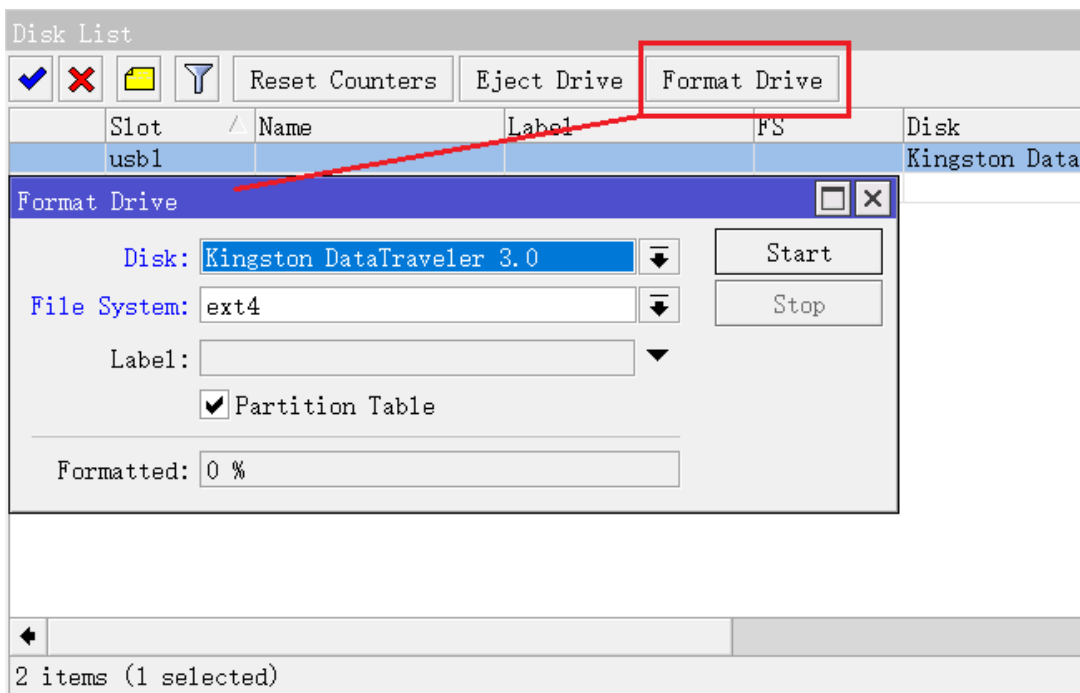 Disk List
Reset Counters Eject Drive Format Drive
Slot Name Label FS Disk
usb1 Kingston Data
Format Drive
Disk: Kingston DataTraveler 3.0 Start
File System: ext4 Stop
Label:
Partition Table
Formatted: 0 %
2 items (1 selected)